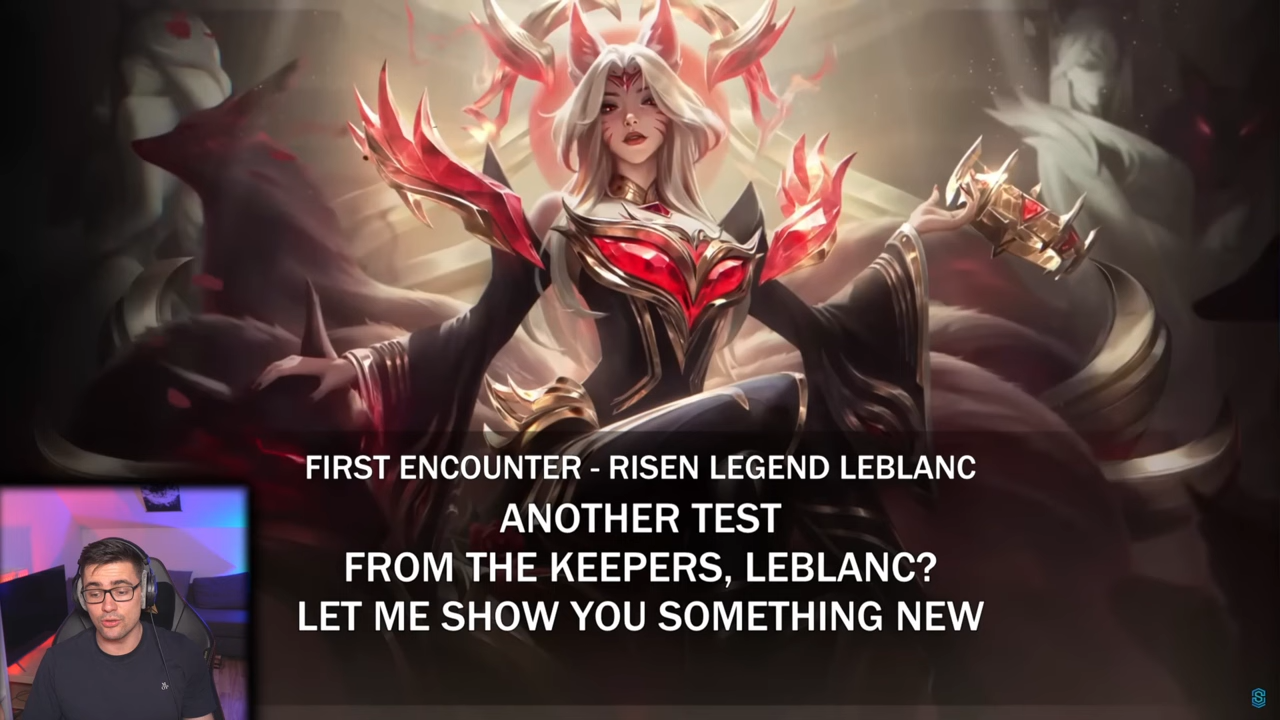 FIRST ENCOUNTER - RISEN LEGEND LEBLANC
ANOTHER TEST
FROM THE KEEPERS, LEBLANC?
LET ME SHOW YOU SOMETHING NEW